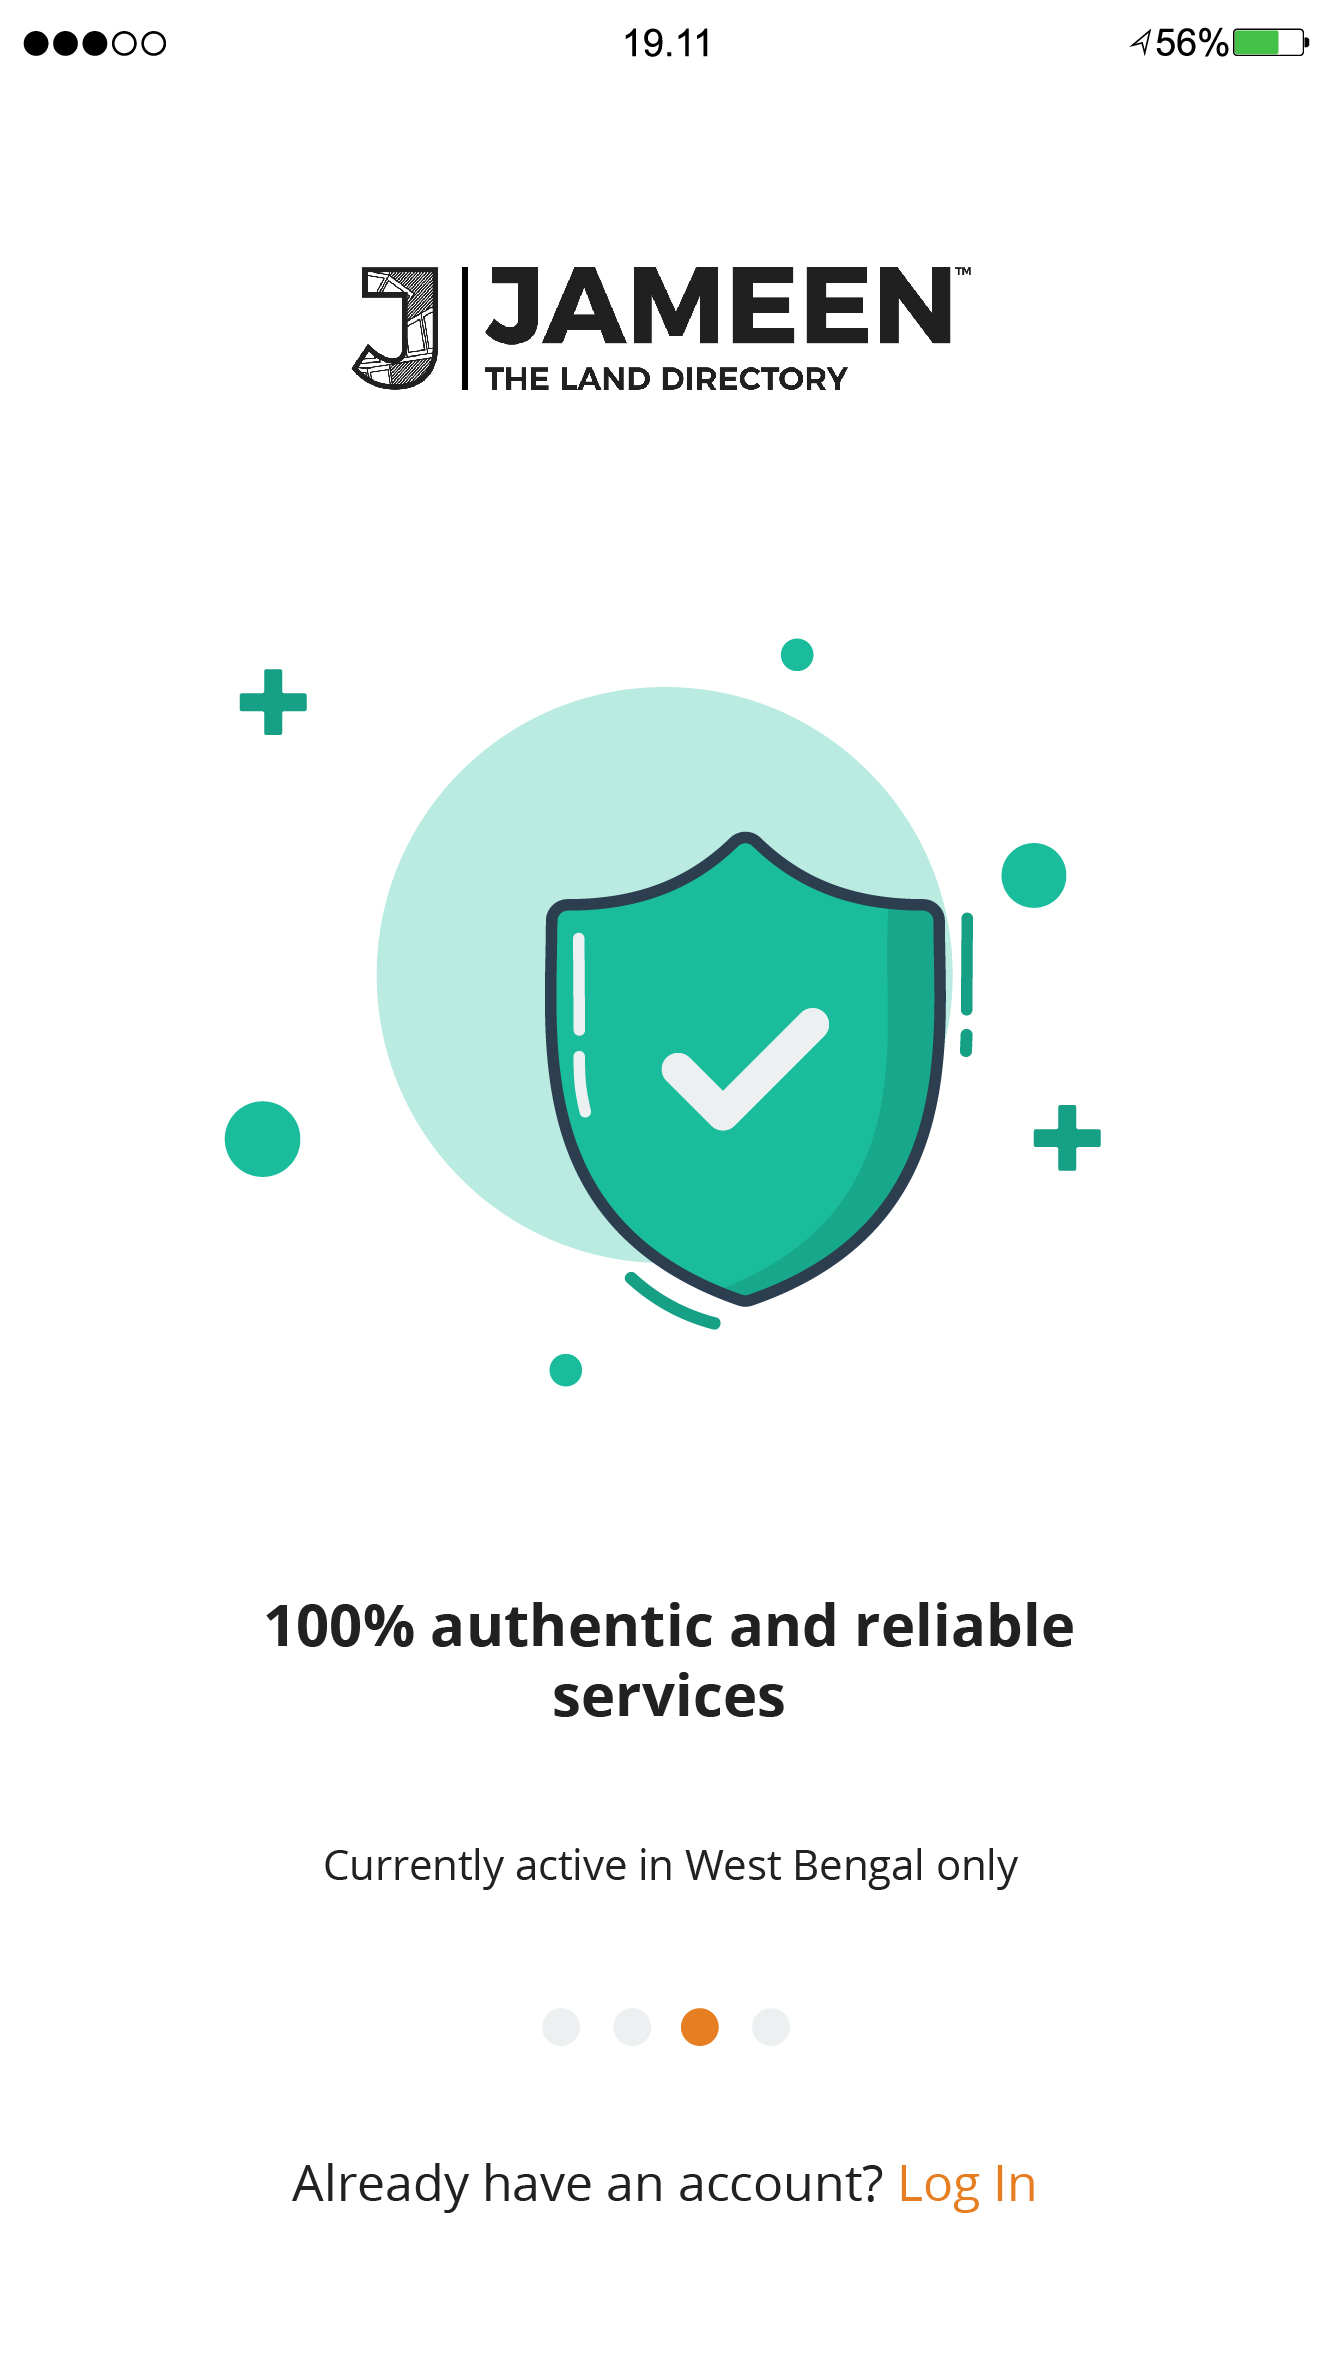 19.11
56%
J JAMEEN™
THE LAND DIRECTORY
100% authentic and reliable
services
Currently active in West Bengal only
Already have an account? Log In